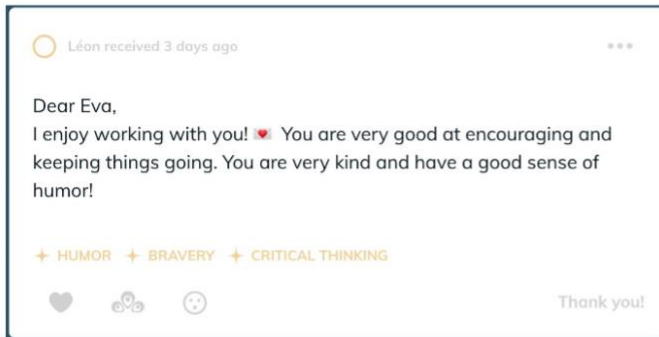 Léon received 3 days ago
Dear Eva,
I enjoy working with you! 💌 You are very good at encouraging and
keeping things going. You are very kind and have a good sense of
humor!
HUMOR BRAVERY CRITICAL THINKING
Thank you!